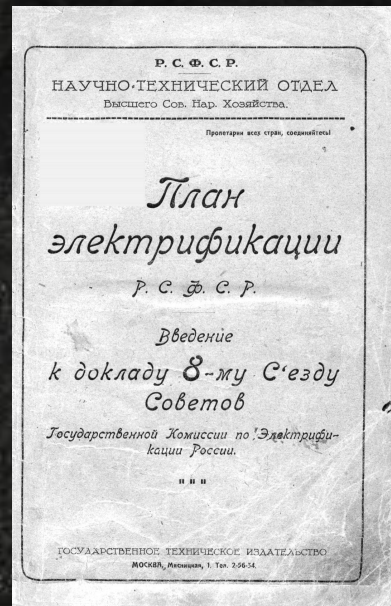 Р. С. Ф. С. Р.
НАУЧНО-ТЕХНИЧЕСКИЙ ОТДЕЛ
Высшего Сов. Нар. Хозяйства.
Пролетарии всех стран, соединяйтесь!
План
электрификации
Р. С. Ф. С. Р.
Введение
к докладу 8-му С'езду
Советов
Государственной Комиссии по Электрифи-
кации России.
ГОСУДАРСТВЕННОЕ ТЕХНИЧЕСКОЕ ИЗДАТЕЛЬСТВО
МОСКВА, Мясницкая, 1. Тел. 2-56-54.